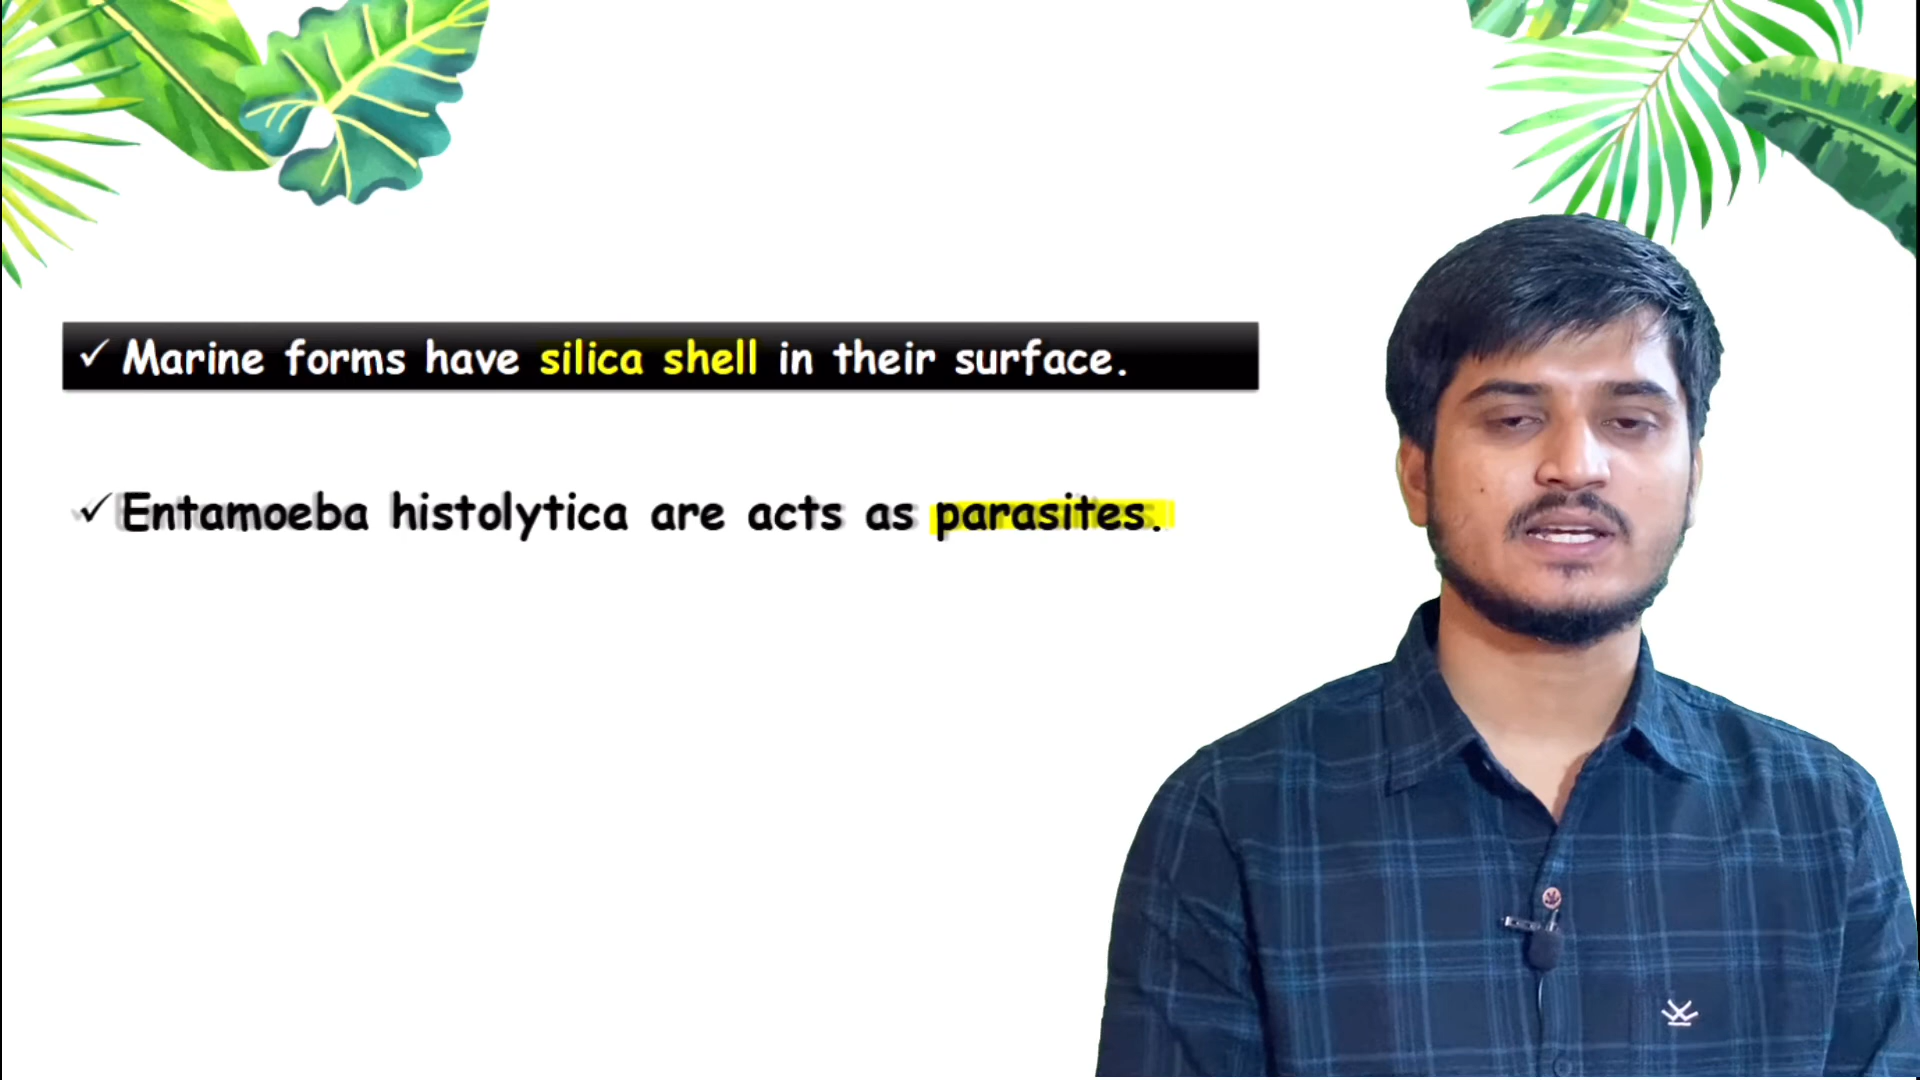 ✓ Marine forms have silica shell in their surface.
✓ Entamoeba histolytica are acts as parasites.